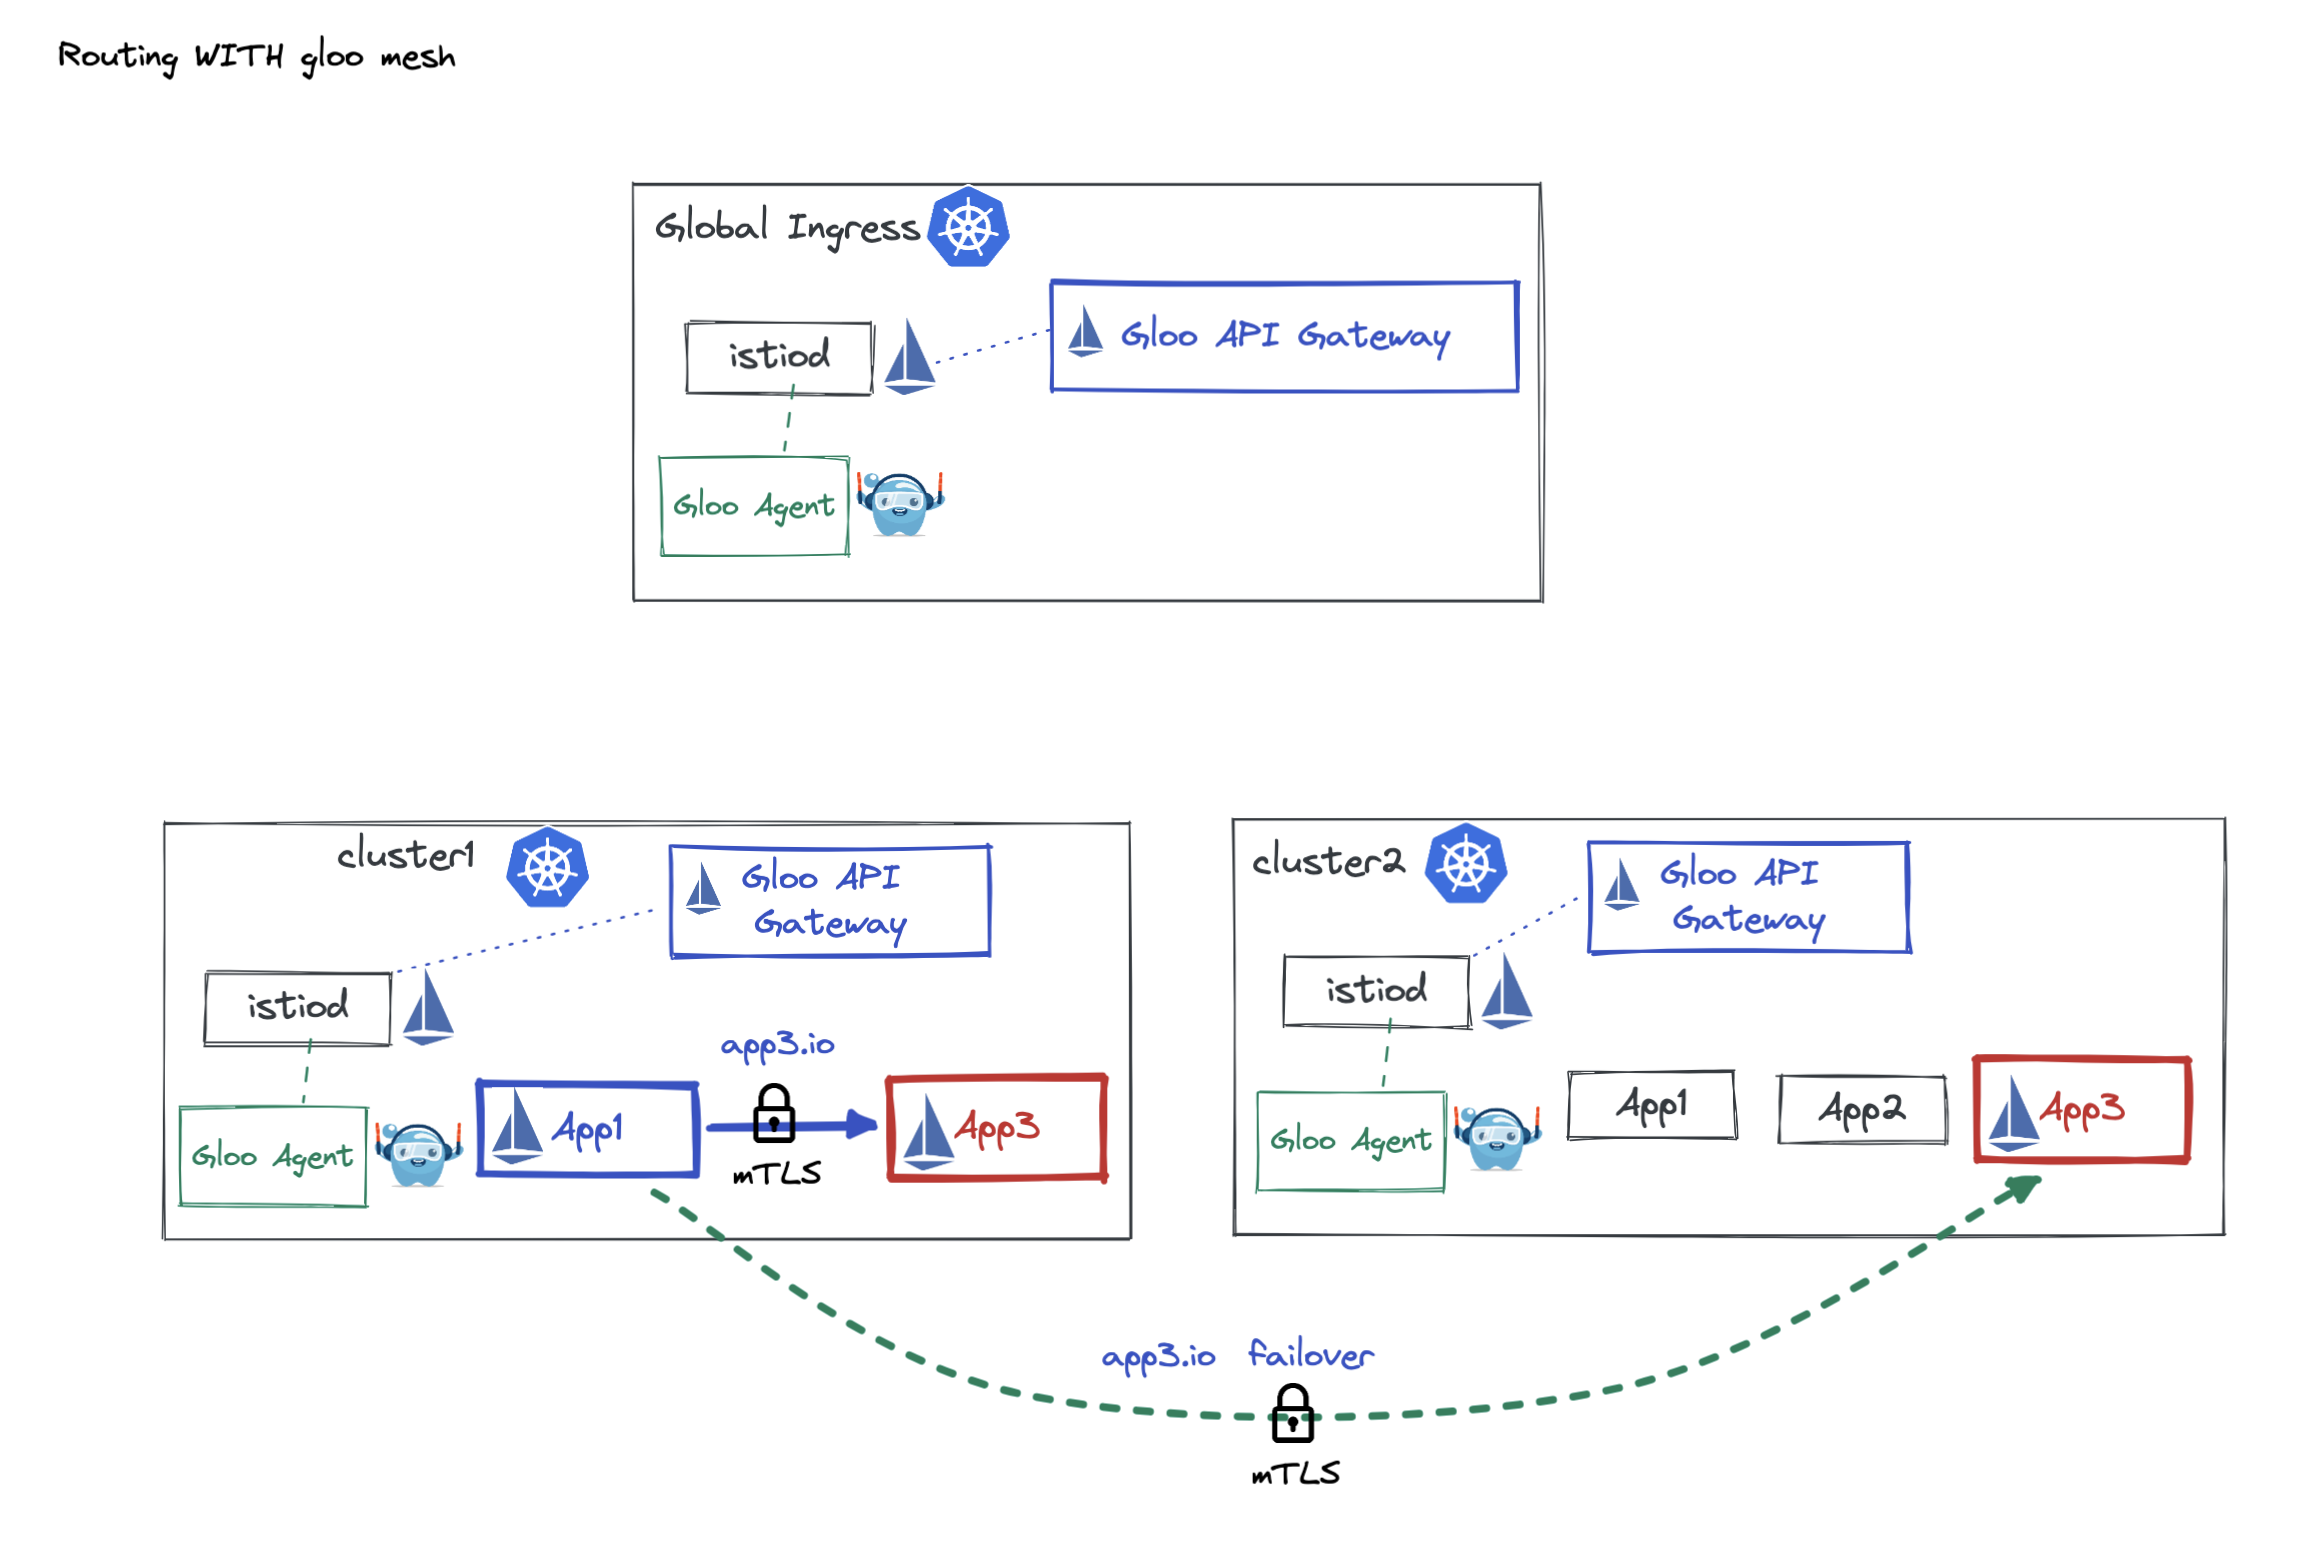 Routing WITH gloo mesh
Global Ingress
istiod
Gloo API Gateway
Gloo Agent
cluster1
Gloo API
Gateway
istiod
app3.io
App1
App3
mTLS
Gloo Agent
cluster2
Gloo API
Gateway
istiod
App1
App2
App3
Gloo Agent
app3.io failover
mTLS